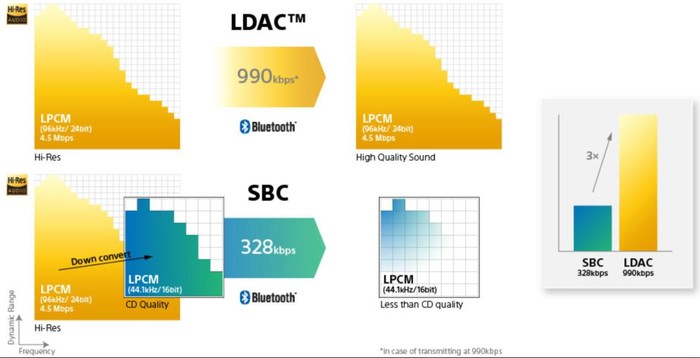 Hi-Res
AUDIO
LDAC™
990kbps*
Bluetooth®
LPCM
(96kHz/ 24bit)
4.5 Mbps
Hi-Res
LPCM
(96kHz/ 24bit)
4.5 Mbps
High Quality Sound
Hi-Res
AUDIO
SBC
328kbps
Bluetooth®
Down convert
LPCM
(96kHz/ 24bit)
4.5 Mbps
Hi-Res
LPCM
(44.1kHz/16bit)
CD Quality
LPCM
(44.1kHz/16bit)
Less than CD quality
Dynamic Range
Frequency
*in case of transmitting at 990kbps
3×
SBC
328kbps
LDAC
990kbps